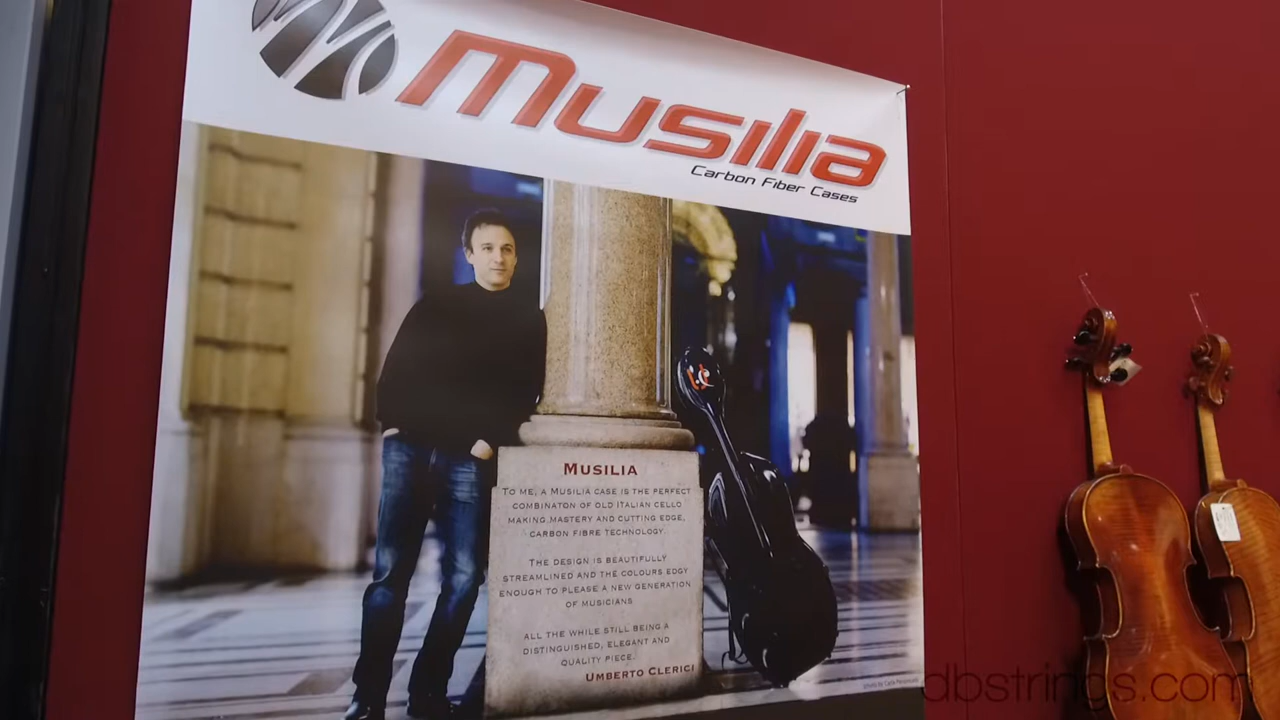 Musilia
Carbon Fiber Cases
MUSILIA
TO ME, A MUSILIA CASE IS THE PERFECT
COMBINATON OF OLD ITALIAN CELLO
MAKING MASTERY AND CUTTING EDGE,
CARBON FIBRE TECHNOLOGY.
THE DESIGN IS BEAUTIFULLY
STREAMLINED AND THE COLOURS EDGY
ENOUGH TO PLEASE A NEW GENERATION
OF MUSICIANS
ALL THE WHILE STILL BEING A
DISTINGUISHED, ELEGANT AND
QUALITY PIECE.
UMBERTO CLERICI
dbstrings.com